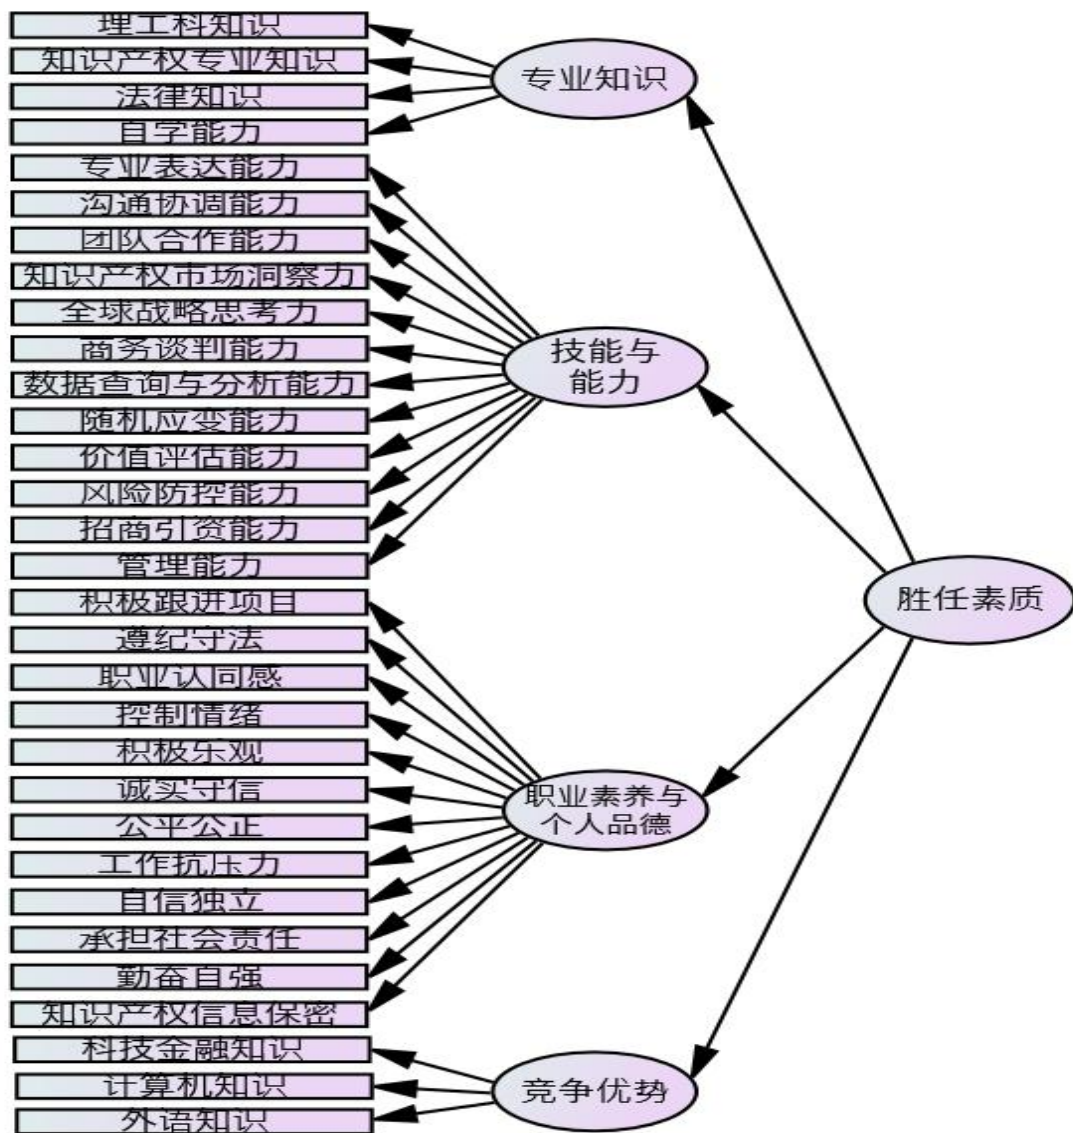 理工科知识
知识产权专业知识
法律知识
自学能力
专业表达能力
沟通协调能力
团队合作能力
知识产权市场洞察力
全球战略思考力
商务谈判能力
数据查询与分析能力
随机应变能力
价值评估能力
风险防控能力
招商引资能力
管理能力
积极跟进项目
遵纪守法
职业认同感
控制情绪
积极乐观
诚实守信
公平公正
工作抗压力
自信独立
承担社会责任
勤奋自强
知识产权信息保密
科技金融知识
计算机知识
外语知识
专业知识
技能与
能力
职业素养与
个人品德
竞争优势
胜任素质